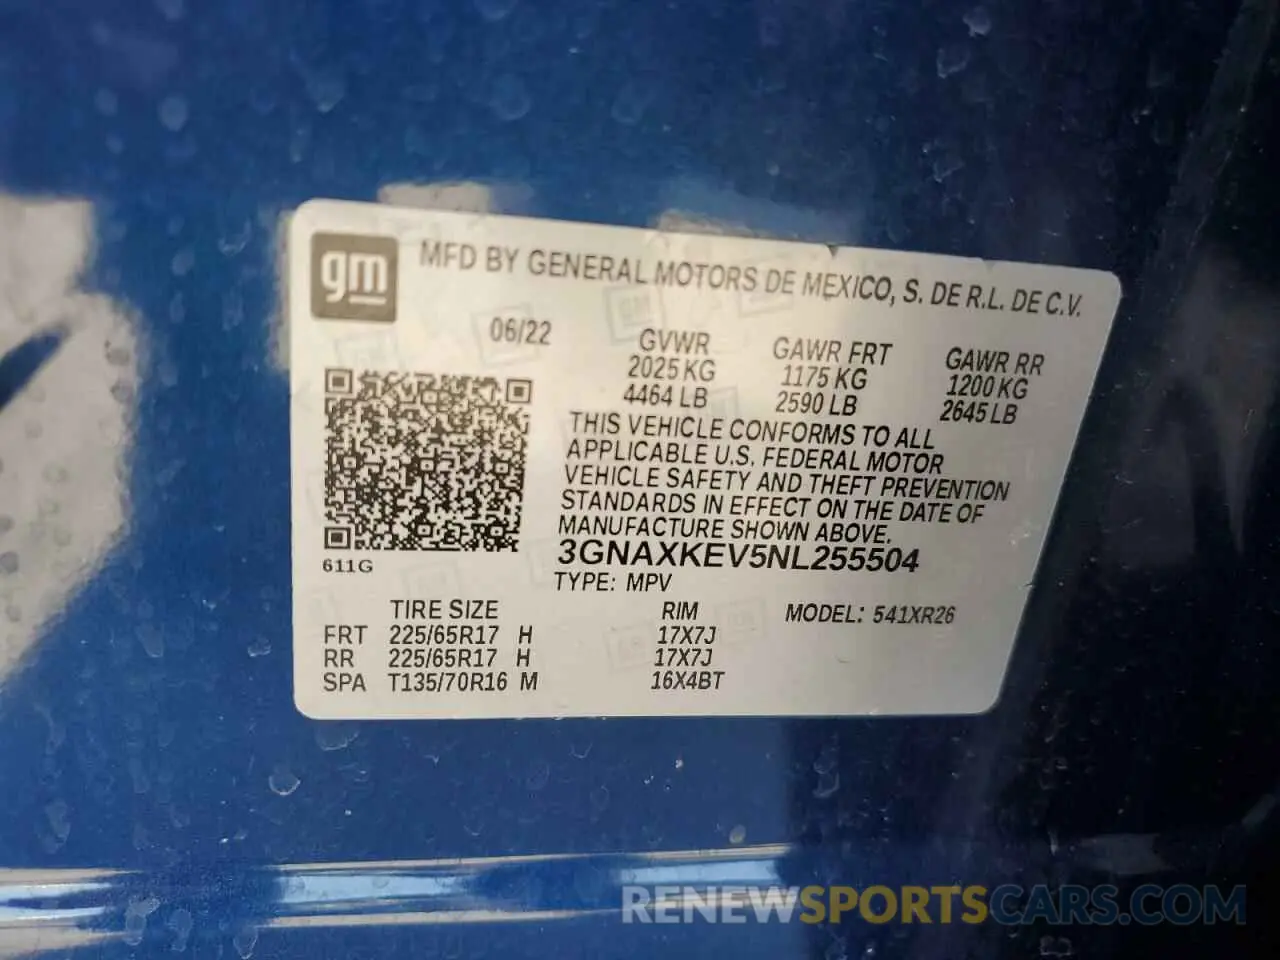 gm
MFD BY GENERAL MOTORS DE MEXICO, S. DE R.L. DE C.V.
06/22
GVWR
2025 KG
4464 LB
GAWR FRT
1175 KG
2590 LB
GAWR RR
1200 KG
2645 LB
THIS VEHICLE CONFORMS TO ALL
APPLICABLE U.S. FEDERAL MOTOR
VEHICLE SAFETY AND THEFT PREVENTION
STANDARDS IN EFFECT ON THE DATE OF
MANUFACTURE SHOWN ABOVE.
3GNAXKEV5NL255504
611G
TYPE: MPV
TIRE SIZE RIM MODEL: 541XR26
FRT 225/65R17 H 17X7J
RR 225/65R17 H 17X7J
SPA T135/70R16 M 16X4BT
RENEWSPORTSCARS.COM